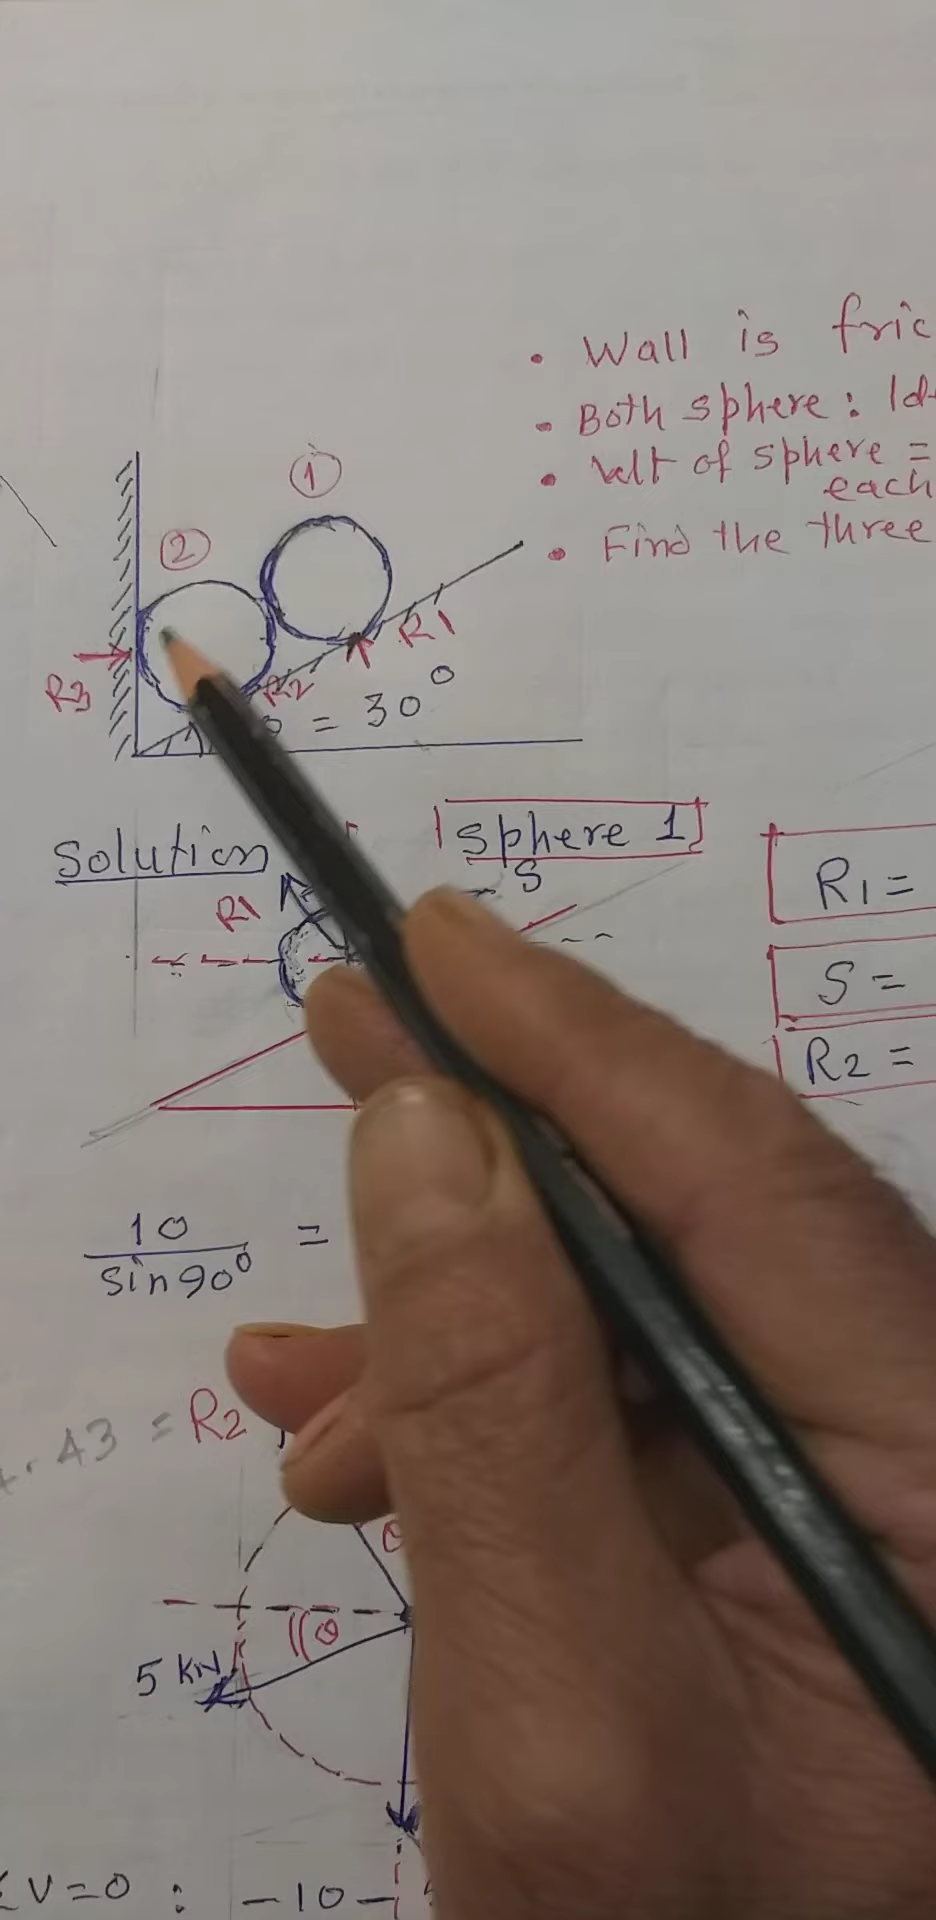 • Wall is fric
• Both sphere : Id
• Wt of sphere =
each
• Find the three
1
2
R1
R2
R3
θ = 30°
Solution
Sphere 1
S
R1
R1 =
S =
R2 =
10 / sin 90° =
.43 = R2
θ
θ
5 KN
ΣV=0 : -10 -